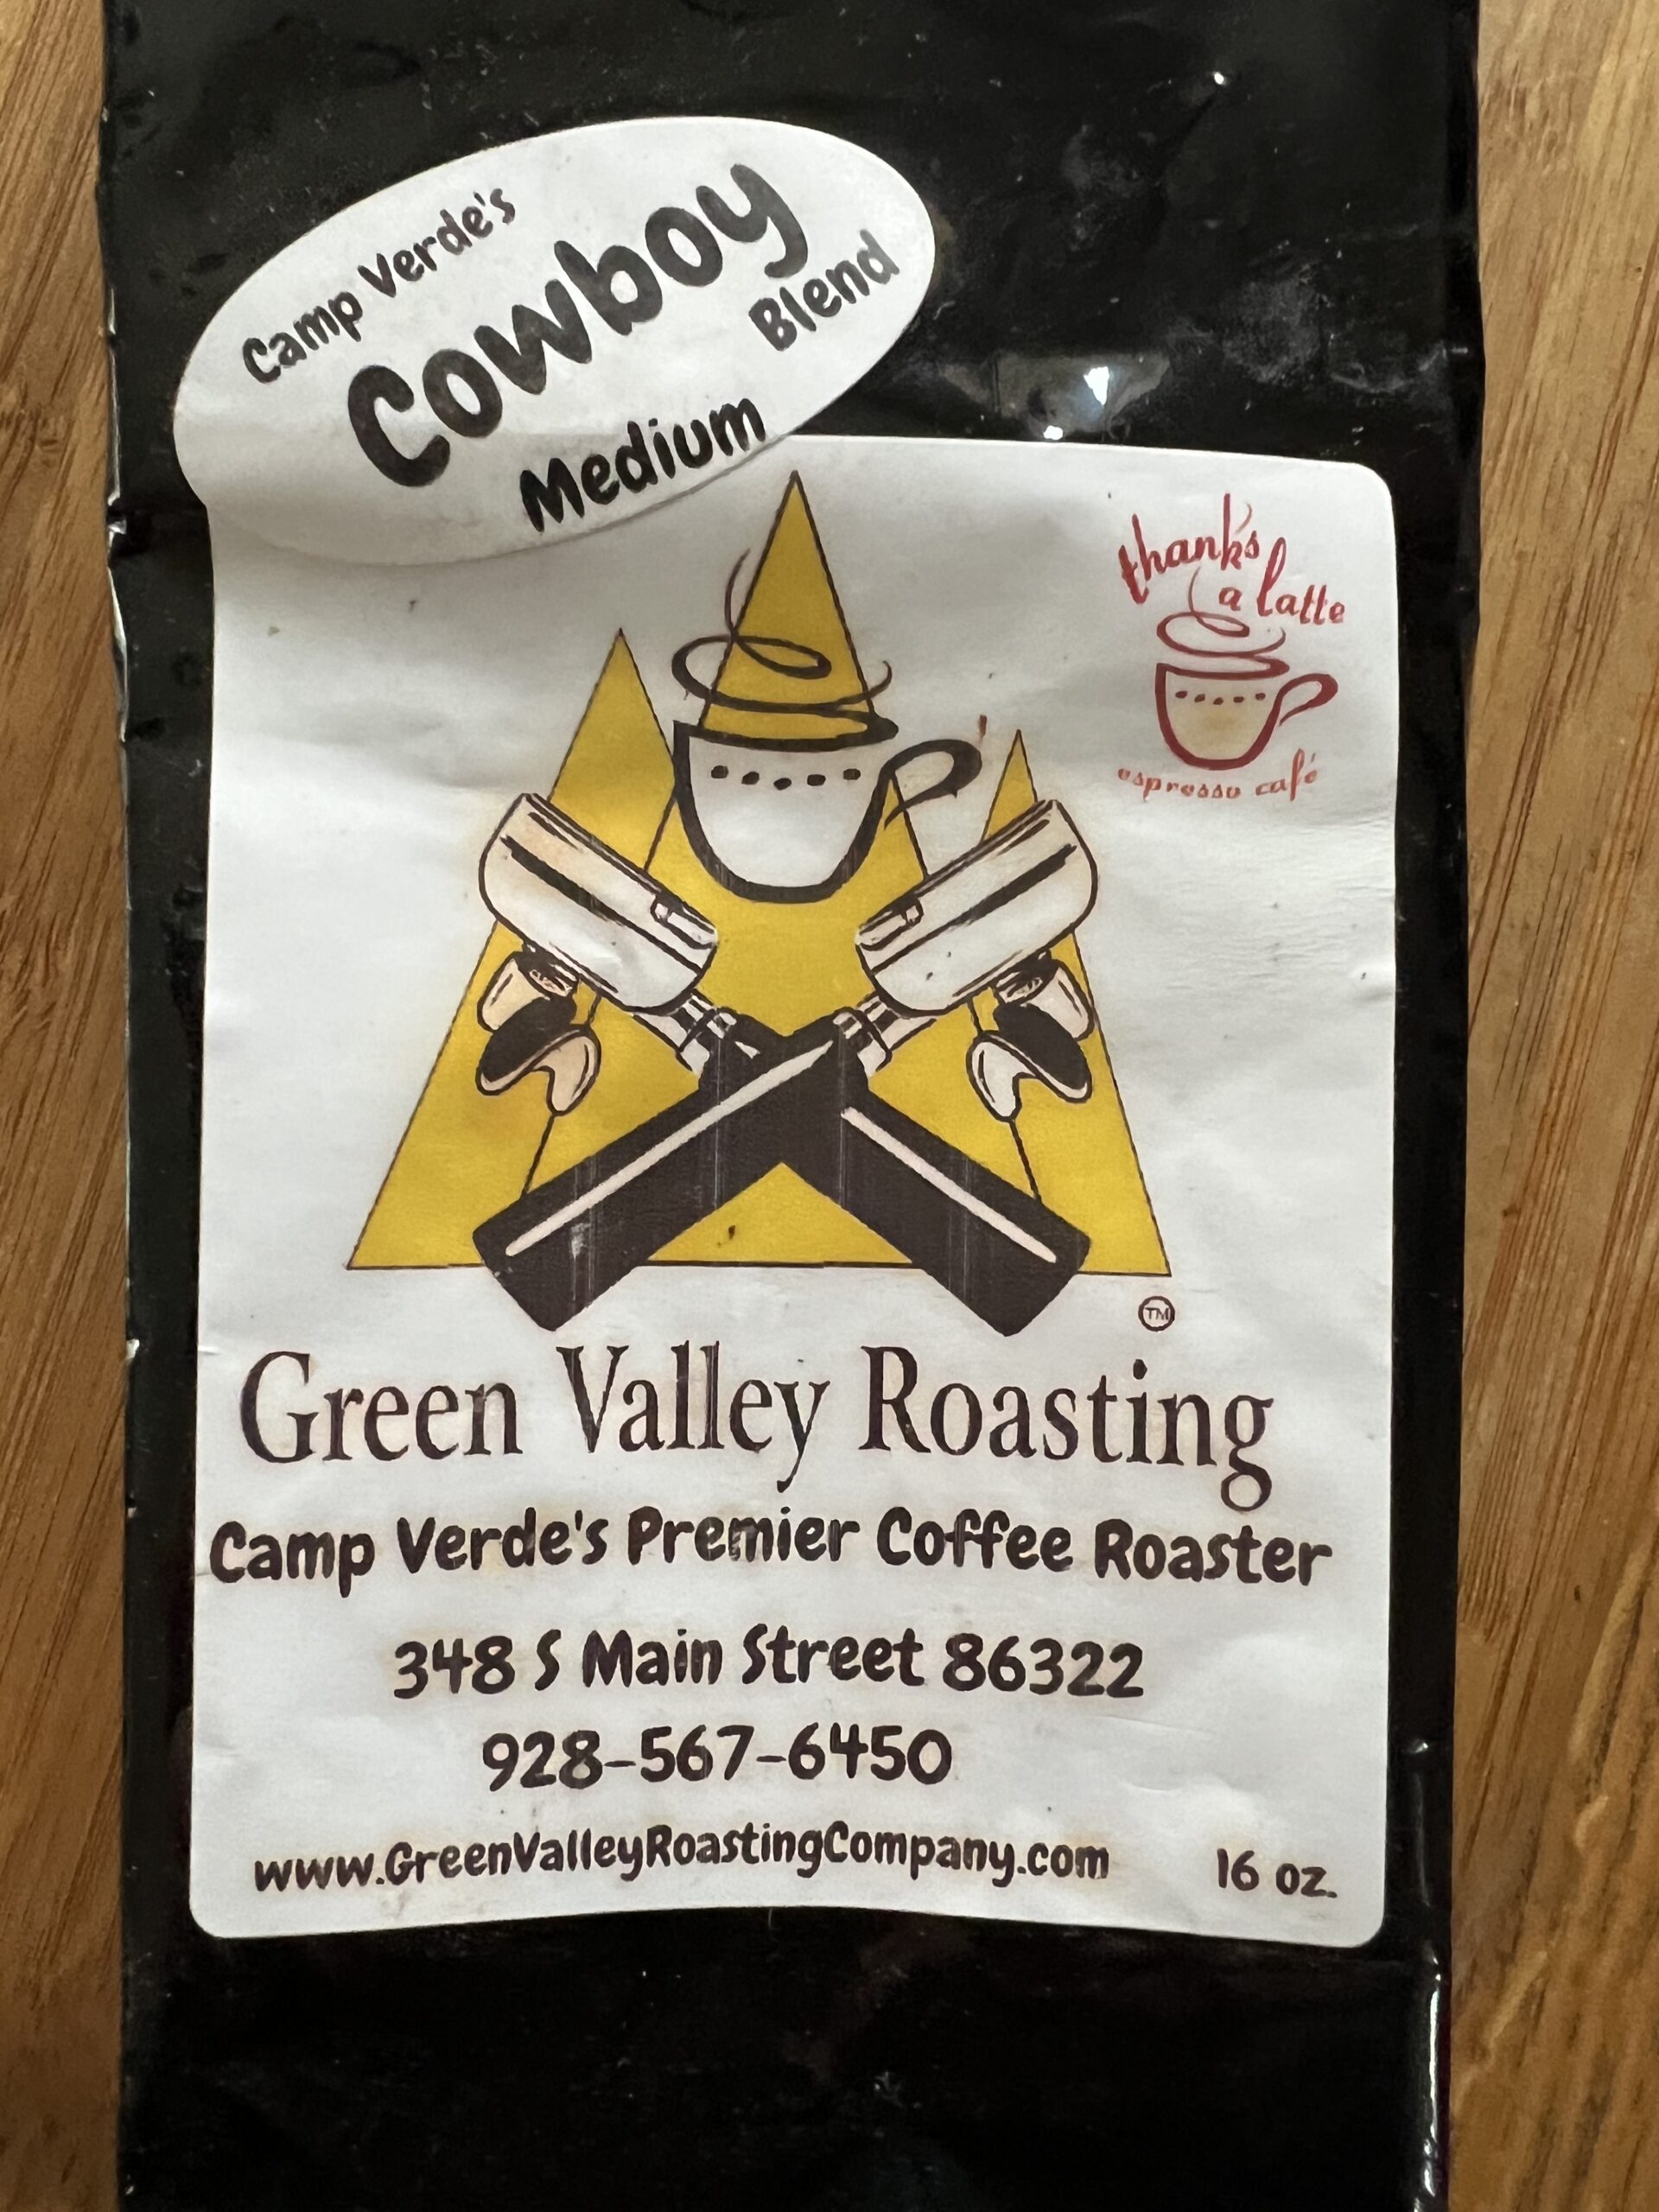 Camp Verde's
Cowboy
Blend
Medium
thanks
a latte
espresso café
TM
Green Valley Roasting
Camp Verde's Premier Coffee Roaster
348 S Main Street 86322
928-567-6450
www.GreenValleyRoastingCompany.com 16 oz.